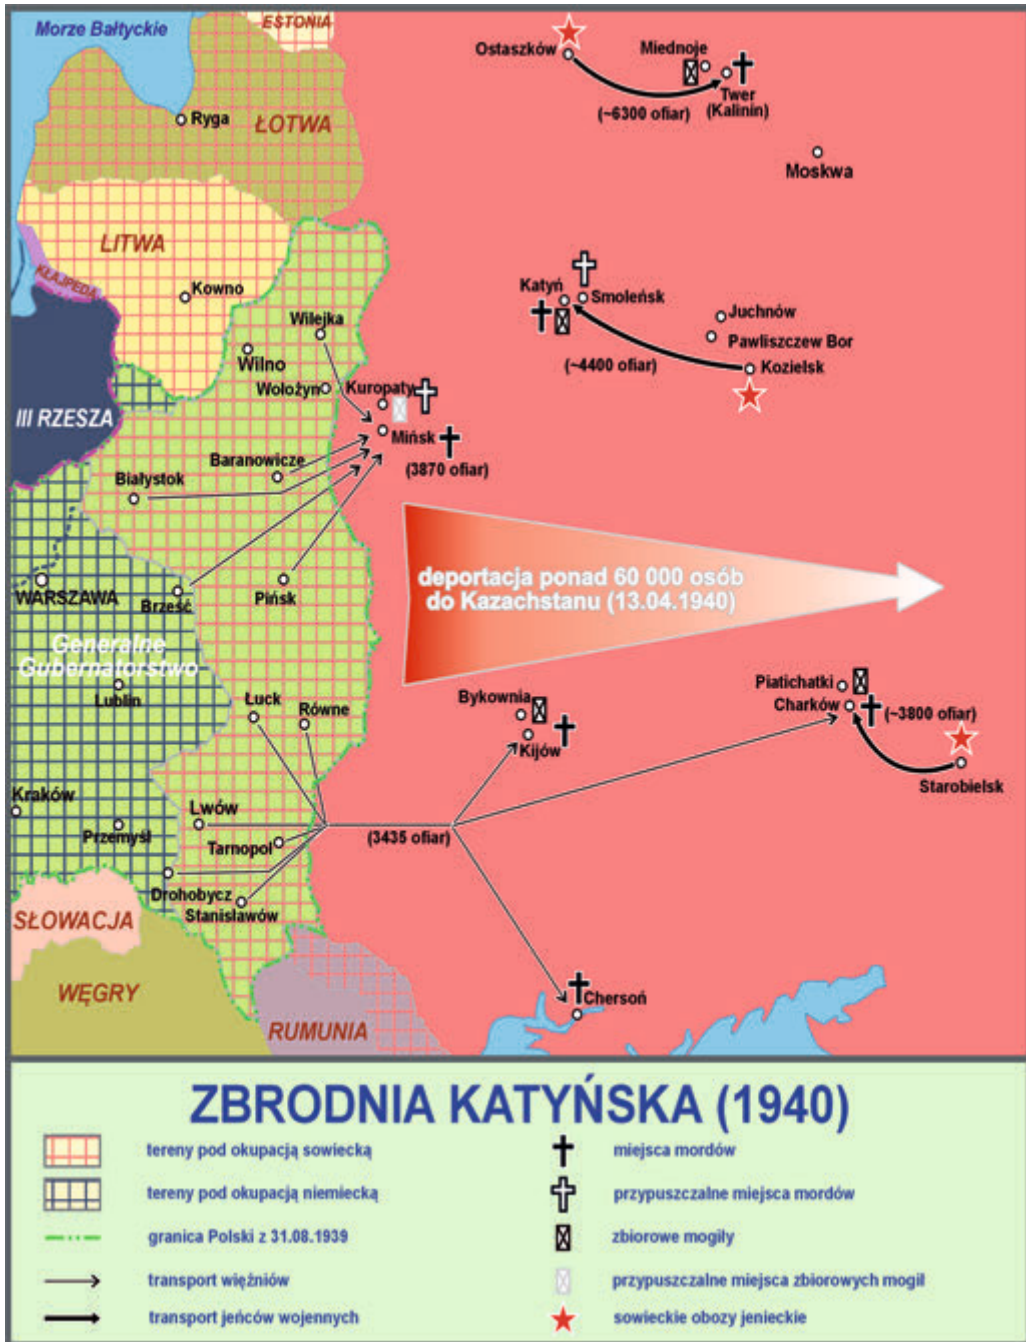 Morze Bałtyckie
ESTONIA
Ostaszków
Miednoje
Twer
(Kalinin)
(~6300 ofiar)
Ryga
ŁOTWA
Moskwa
LITWA
KŁAJPEDA
Kowno
Katyń
Smoleńsk
Juchnów
Pawliszczew Bor
Kozielsk
(~4400 ofiar)
Wilejka
Wilno
Wołożyn
Kuropaty
III RZESZA
Mińsk
(3870 ofiar)
Baranowicze
Białystok
deportacja ponad 60 000 osób
do Kazachstanu (13.04.1940)
WARSZAWA
Brześć
Pińsk
Generalne
Gubernatorstwo
Lublin
Łuck
Równe
Bykownia
Kijów
Piatichatki
Charków
(~3800 ofiar)
Starobielsk
Kraków
Przemyśl
Lwów
Tarnopol
(3435 ofiar)
Drohobycz
Stanisławów
SŁOWACJA
WĘGRY
RUMUNIA
Chersoń
ZBRODNIA KATYŃSKA (1940)
tereny pod okupacją sowiecką
miejsca mordów
tereny pod okupacją niemiecką
przypuszczalne miejsca mordów
granica Polski z 31.08.1939
zbiorowe mogiły
transport więźniów
przypuszczalne miejsca zbiorowych mogił
transport jeńców wojennych
sowieckie obozy jenieckie